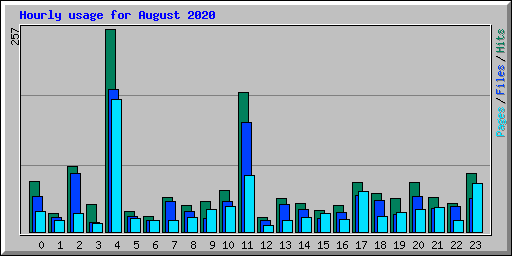 Hourly usage for August 2020
257
Pages/Files/Hits
0 1 2 3 4 5 6 7 8 9 10 11 12 13 14 15 16 17 18 19 20 21 22 23